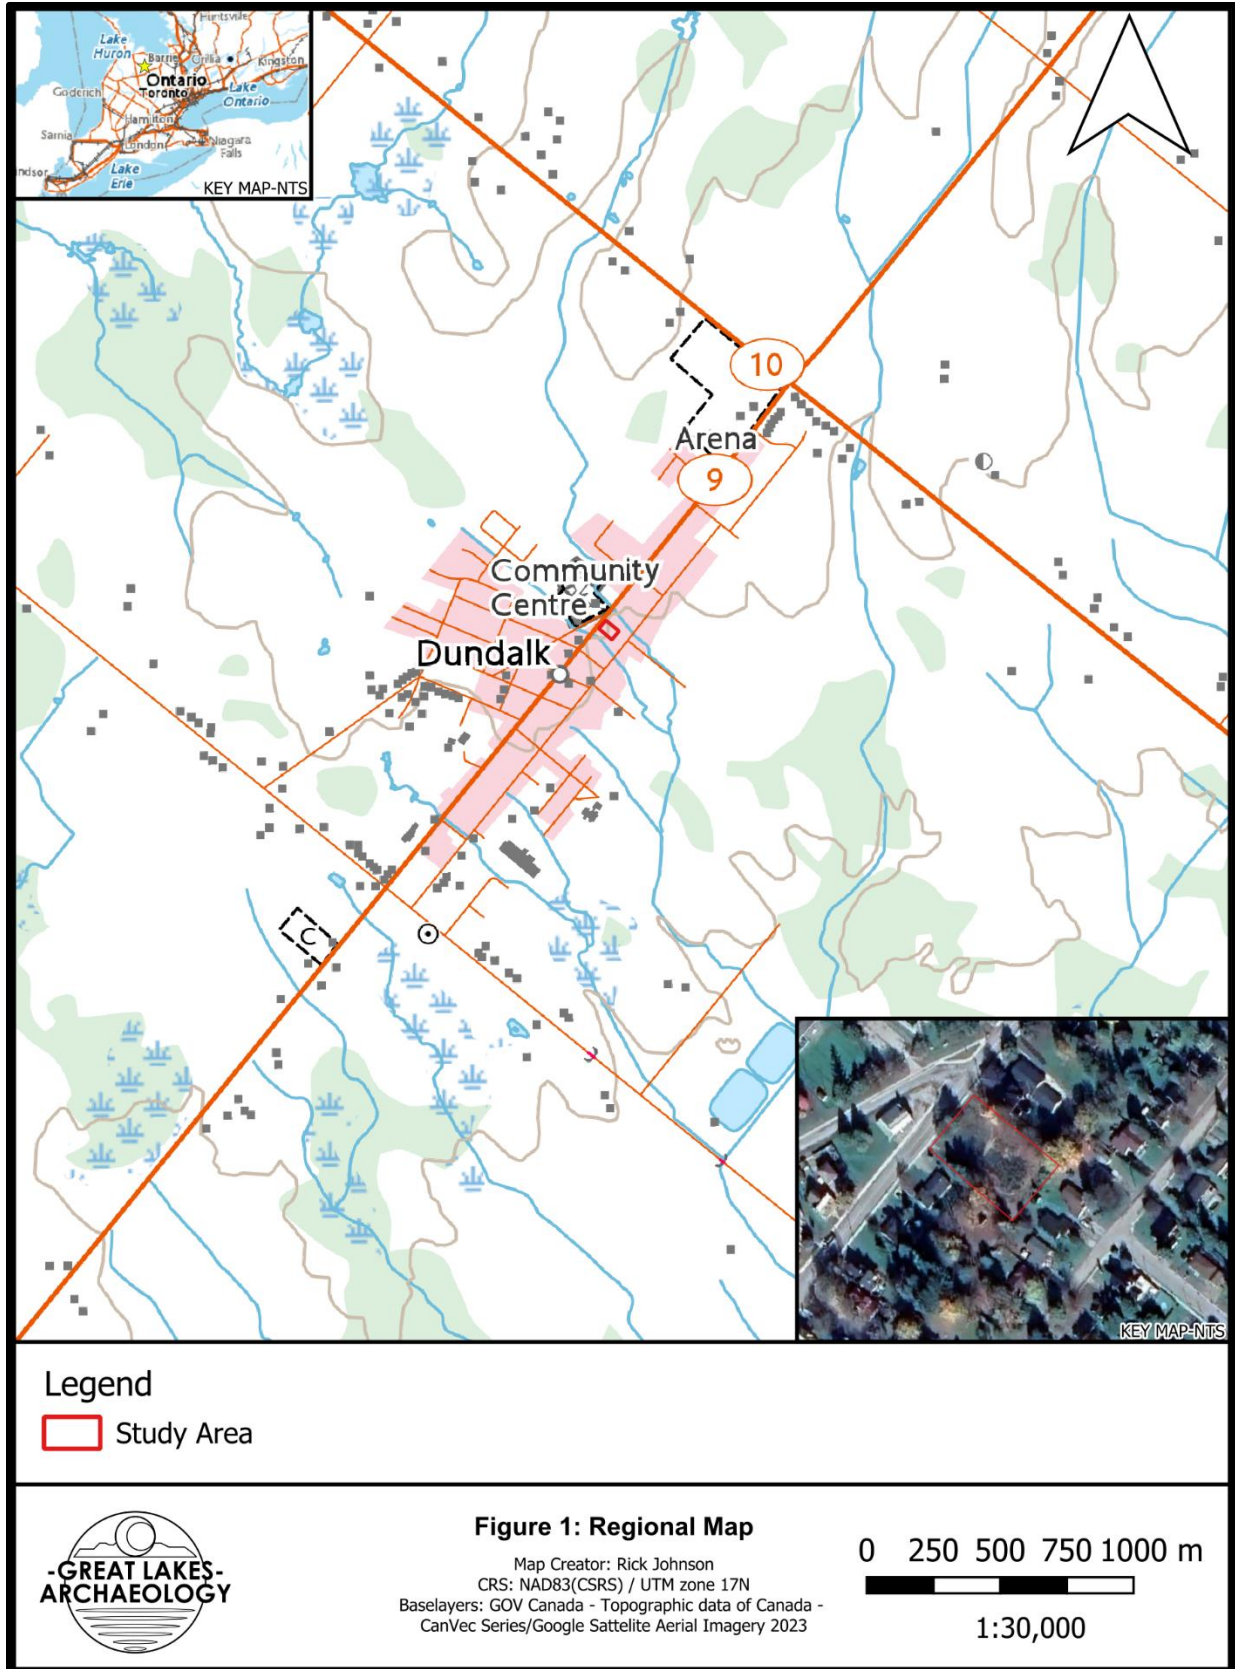 Huntsville
Lake
Huron
Barrie
Orillia
Kingston
Ontario
Toronto
Lake
Ontario
Goderich
Hamilton
Sarnia
London
Niagara
Falls
ndsor
Lake
Erie
KEY MAP-NTS
10
Arena
9
Community
Centre
Dundalk
C
KEY MAP-NTS
Legend
Study Area
-GREAT LAKES-
ARCHAEOLOGY
Figure 1: Regional Map
Map Creator: Rick Johnson
CRS: NAD83(CSRS) / UTM zone 17N
Baselayers: GOV Canada - Topographic data of Canada -
CanVec Series/Google Sattelite Aerial Imagery 2023
0 250 500 750 1000 m
1:30,000